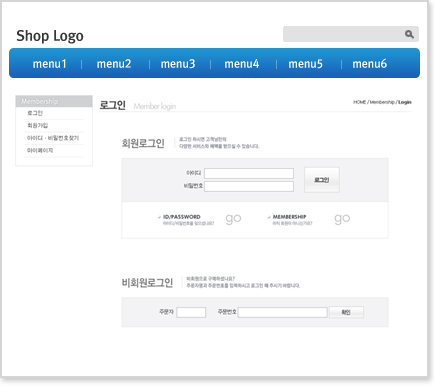 Shop Logo
menu1 menu2 menu3 menu4 menu5 menu6
Membership
로그인
회원가입
아이디 · 비밀번호찾기
마이페이지
로그인 Member login
HOME / Membership / Login
회원로그인
로그인 하시면 고객님만의
다양한 서비스와 혜택을 받으실 수 있습니다.
아이디
비밀번호
로그인
ID/PASSWORD
아이디/비밀번호를 잊으셨나요?
go
MEMBERSHIP
아직 회원이 아니신가요?
go
비회원로그인
비회원으로 구매하셨나요?
주문자명과 주문번호를 입력하시고 로그인 해 주시기 바랍니다.
주문자
주문번호
확인